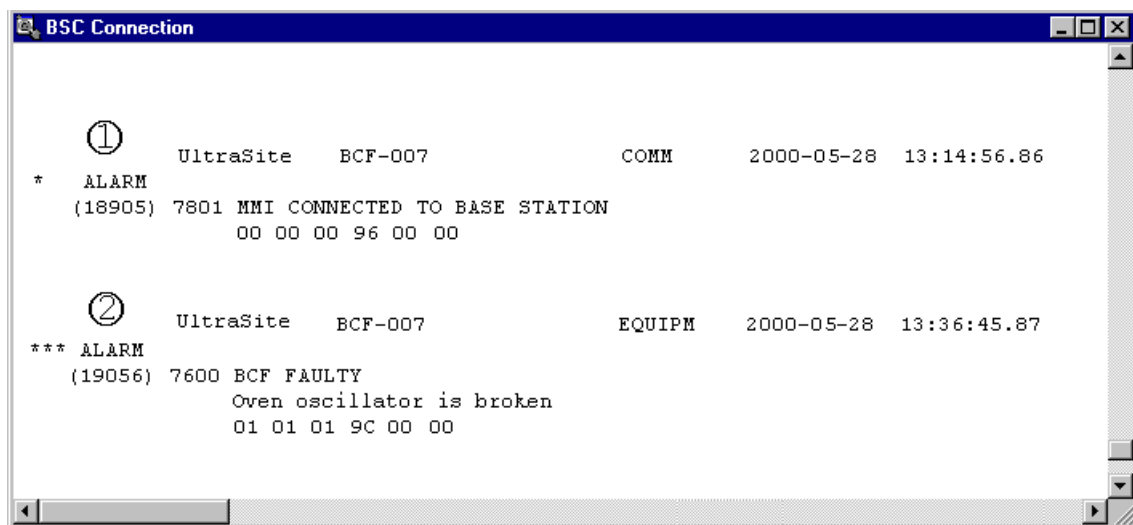 BSC Connection
①
UltraSite BCF-007 COMM 2000-05-28 13:14:56.86
* ALARM
(18905) 7801 MMI CONNECTED TO BASE STATION
00 00 00 96 00 00
②
UltraSite BCF-007 EQUIPM 2000-05-28 13:36:45.87
*** ALARM
(19056) 7600 BCF FAULTY
Oven oscillator is broken
01 01 01 9C 00 00